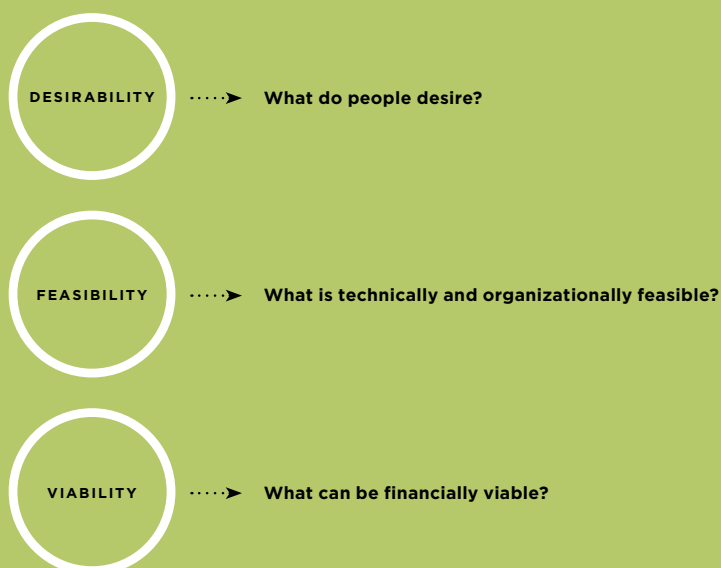 DESIRABILITY What do people desire?
FEASIBILITY What is technically and organizationally feasible?
VIABILITY What can be financially viable?